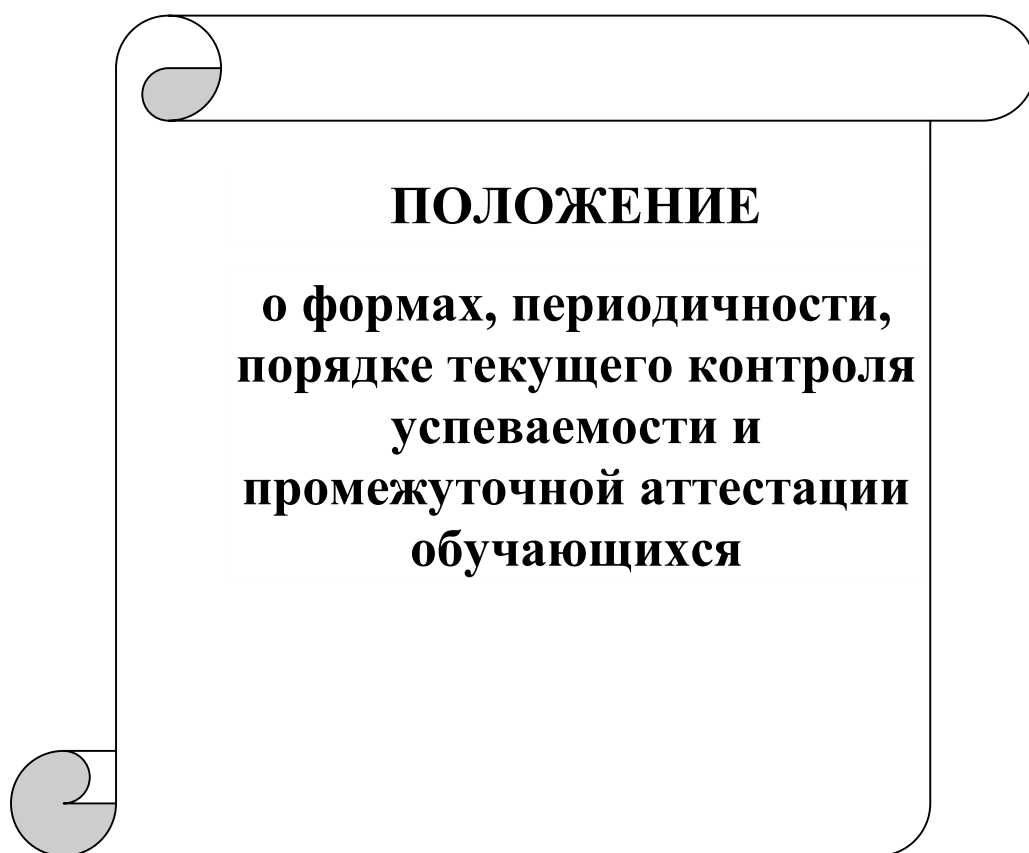 ПОЛОЖЕНИЕ
о формах, периодичности,
порядке текущего контроля
успеваемости и
промежуточной аттестации
обучающихся